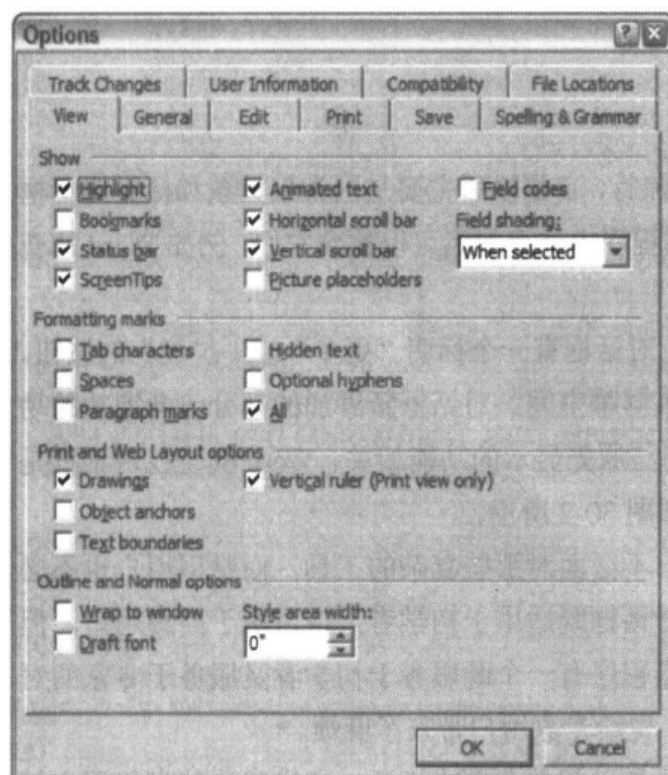 Options
Track Changes User Information Compatibility File Locations
View General Edit Print Save Spelling & Grammar
Show
Highlight Animated text Field codes
Bookmarks Horizontal scroll bar Field shading:
Status bar Vertical scroll bar When selected
ScreenTips Picture placeholders
Formatting marks
Tab characters Hidden text
Spaces Optional hyphens
Paragraph marks All
Print and Web Layout options
Drawings Vertical ruler (Print view only)
Object anchors
Text boundaries
Outline and Normal options
Wrap to window Style area width:
Draft font 0"
OK Cancel